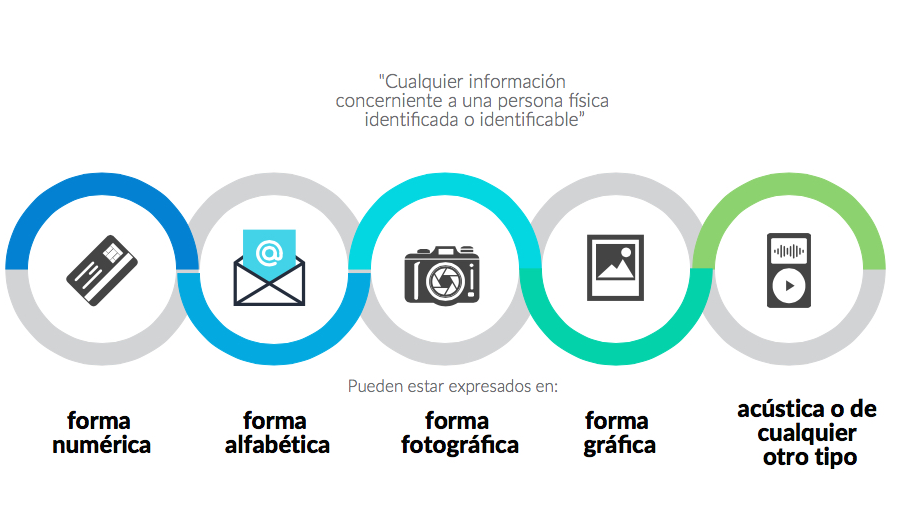 "Cualquier información
concerniente a una persona física
identificada o identificable”
@
Pueden estar expresados en:
forma
numérica
forma
alfabética
forma
fotográfica
forma
gráfica
acústica o de
cualquier
otro tipo